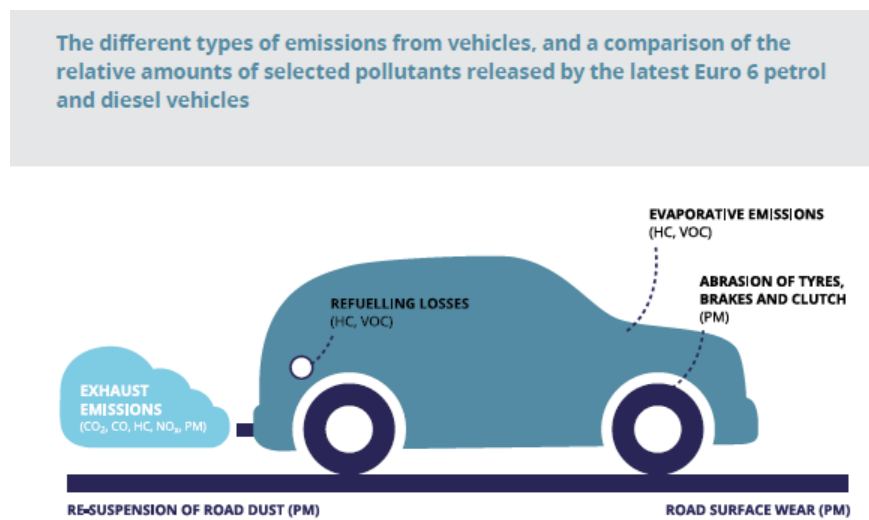 The different types of emissions from vehicles, and a comparison of the
relative amounts of selected pollutants released by the latest Euro 6 petrol
and diesel vehicles
EVAPORATIVE EMISSIONS
(HC, VOC)
ABRASION OF TYRES,
BRAKES AND CLUTCH
(PM)
REFUELLING LOSSES
(HC, VOC)
EXHAUST
EMISSIONS
(CO₂, CO, HC, NOₓ, PM)
RE-SUSPENSION OF ROAD DUST (PM)
ROAD SURFACE WEAR (PM)